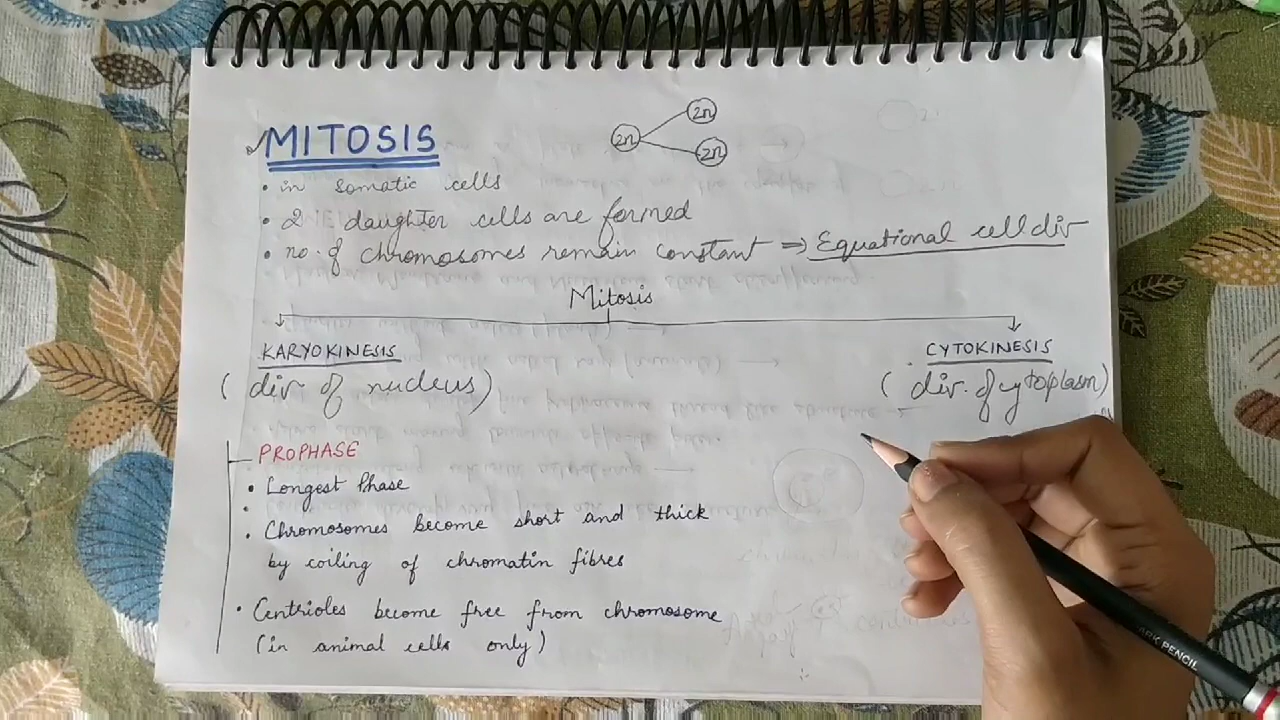 MITOSIS
2n
2n
2n
• in somatic cells
• 2 daughter cells are formed
• no. of chromosomes remain constant ⇒ Equational cell div
Mitosis
KARYOKINESIS
(div of nucleus)
CYTOKINESIS
(div. of cytoplasm)
PROPHASE
• Longest Phase
• Chromosomes become short and thick
by coiling of chromatin fibres
• Centrioles become free from chromosome
(in animal cells only)
ARK PENCIL